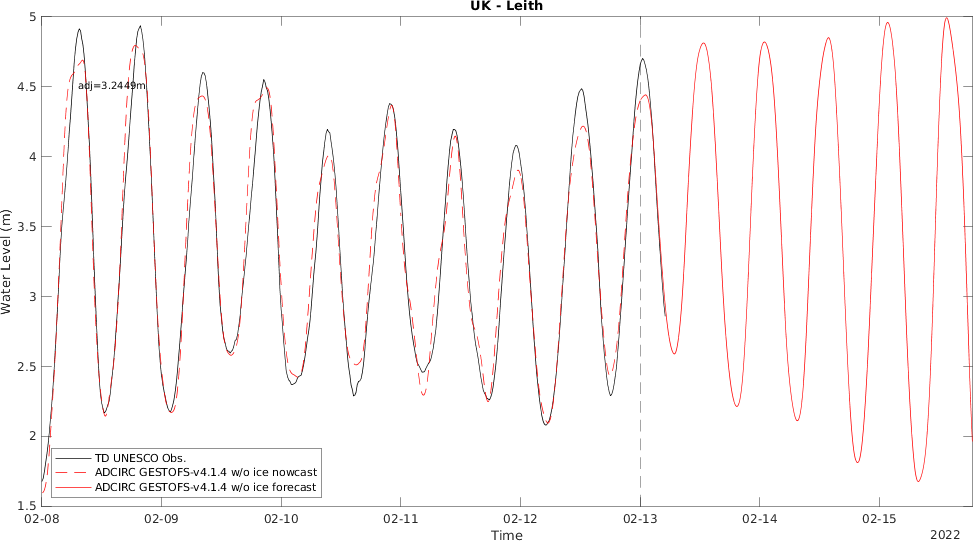 UK - Leith
5
4.5
4
3.5
3
2.5
2
1.5
Water Level (m)
adj=3.2449m
TD UNESCO Obs.
ADCIRC GESTOFS-v4.1.4 w/o ice nowcast
ADCIRC GESTOFS-v4.1.4 w/o ice forecast
02-08 02-09 02-10 02-11 02-12 02-13 02-14 02-15
Time
2022